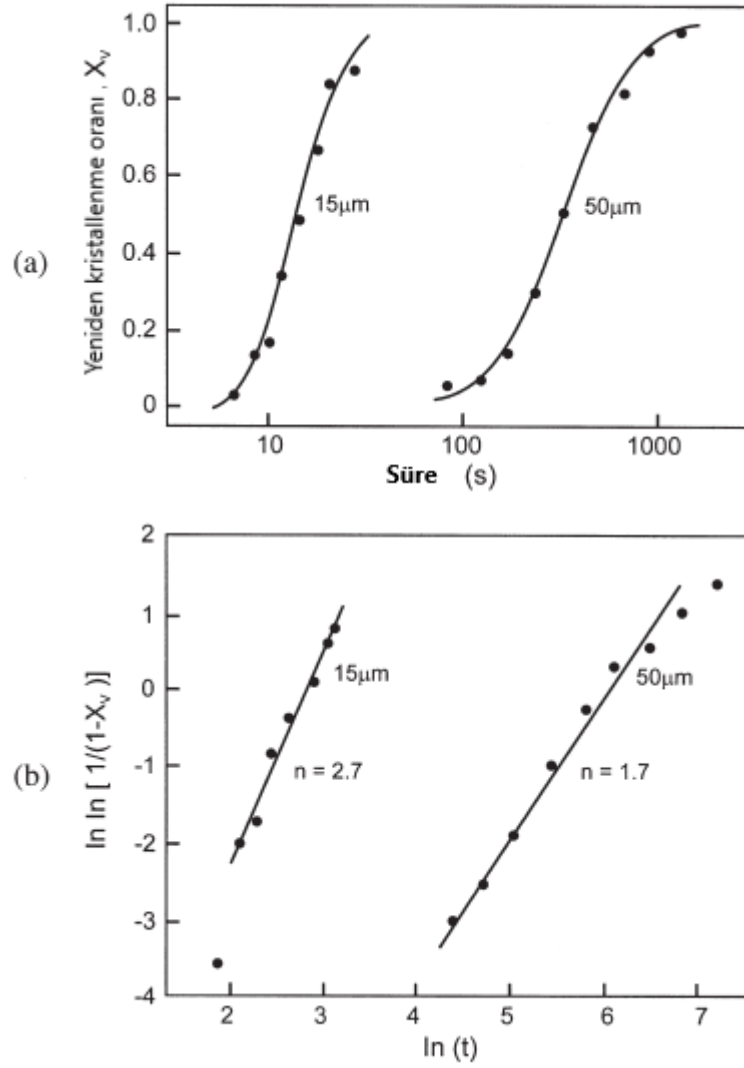 (a)
Yeniden kristallenme oranı , Xᵥ
1.0
0.8
0.6
0.4
0.2
0
15µm
50µm
10
100
1000
Süre (s)
(b)
ln ln [ 1/(1-Xᵥ )]
2
1
0
-1
-2
-3
-4
15µm
n = 2.7
50µm
n = 1.7
2
3
4
5
6
7
ln (t)